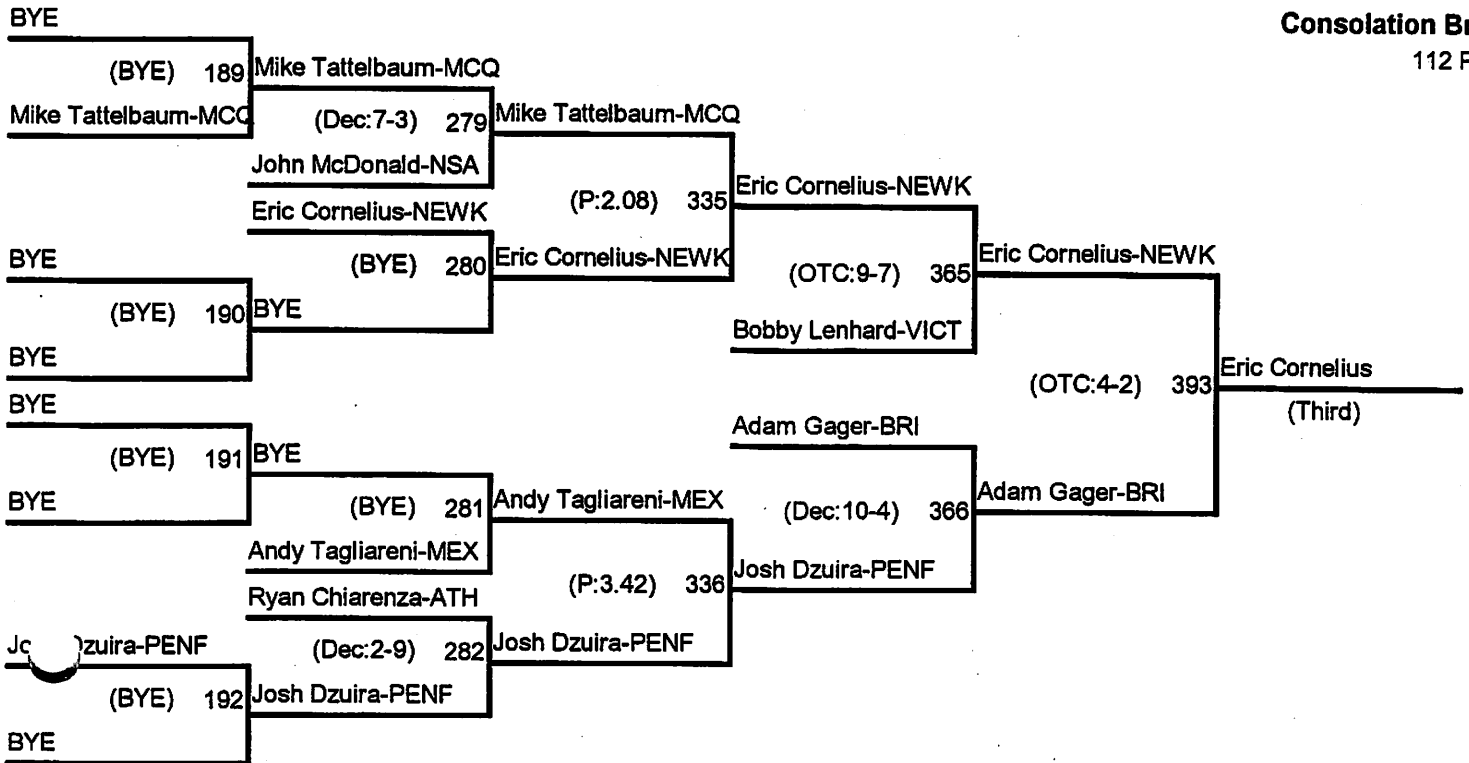 BYE
Consolation
112
(BYE) 189
Mike Tattelbaum-MCQ
Mike Tattelbaum-MCQ
(Dec:7-3) 279
Mike Tattelbaum-MCQ
John McDonald-NSA
(P:2.08) 335
Eric Cornelius-NEWK
Eric Cornelius-NEWK
BYE
(BYE) 280
Eric Cornelius-NEWK
(OTC:9-7) 365
Eric Cornelius-NEWK
(BYE) 190
BYE
Bobby Lenhard-VICT
BYE
(OTC:4-2) 393
Eric Cornelius
(Third)
BYE
Adam Gager-BRI
(BYE) 191
BYE
BYE
(BYE) 281
Andy Tagliareni-MEX
(Dec:10-4) 366
Adam Gager-BRI
Andy Tagliareni-MEX
(P:3.42) 336
Josh Dzuira-PENF
Ryan Chiarenza-ATH
zuira-PENF
(Dec:2-9) 282
Josh Dzuira-PENF
(BYE) 192
Josh Dzuira-PENF
BYE